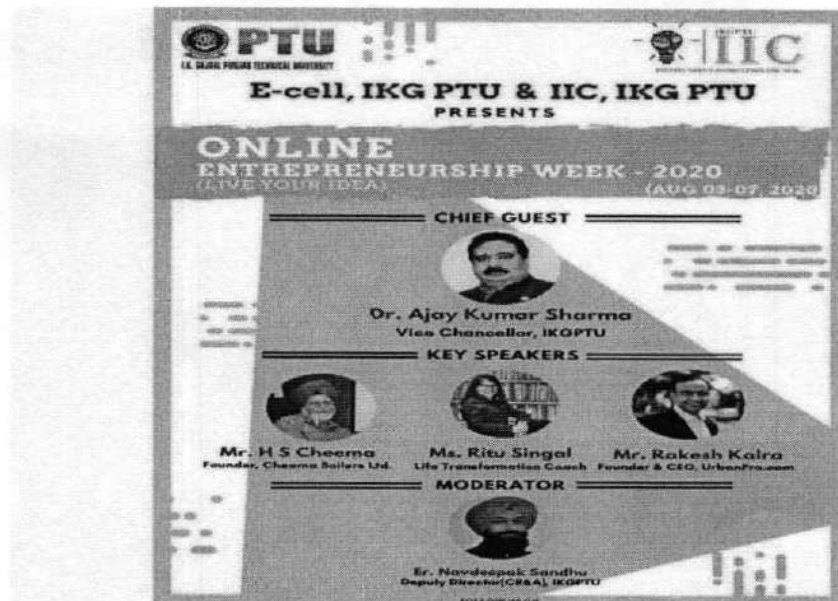 PTU
I.K. GUJRAL PUNJAB TECHNICAL UNIVERSITY
IKGPTU
IIC
E-cell, IKG PTU & IIC, IKG PTU
PRESENTS
ONLINE
ENTREPRENEURSHIP WEEK - 2020
(LIVE YOUR IDEA) (AUG 03-07, 2020
CHIEF GUEST
Dr. Ajay Kumar Sharma
Vice Chancellor, IKGPTU
KEY SPEAKERS
Mr. H S Cheema Ms. Ritu Singal Mr. Rakesh Kalra
Founder, Cheema Boilers Ltd. Life Transformation Coach Founder & CEO, UrbanPro.com
MODERATOR
Er. Navdeepak Sandhu
Deputy Director(CR&A), IKGPTU